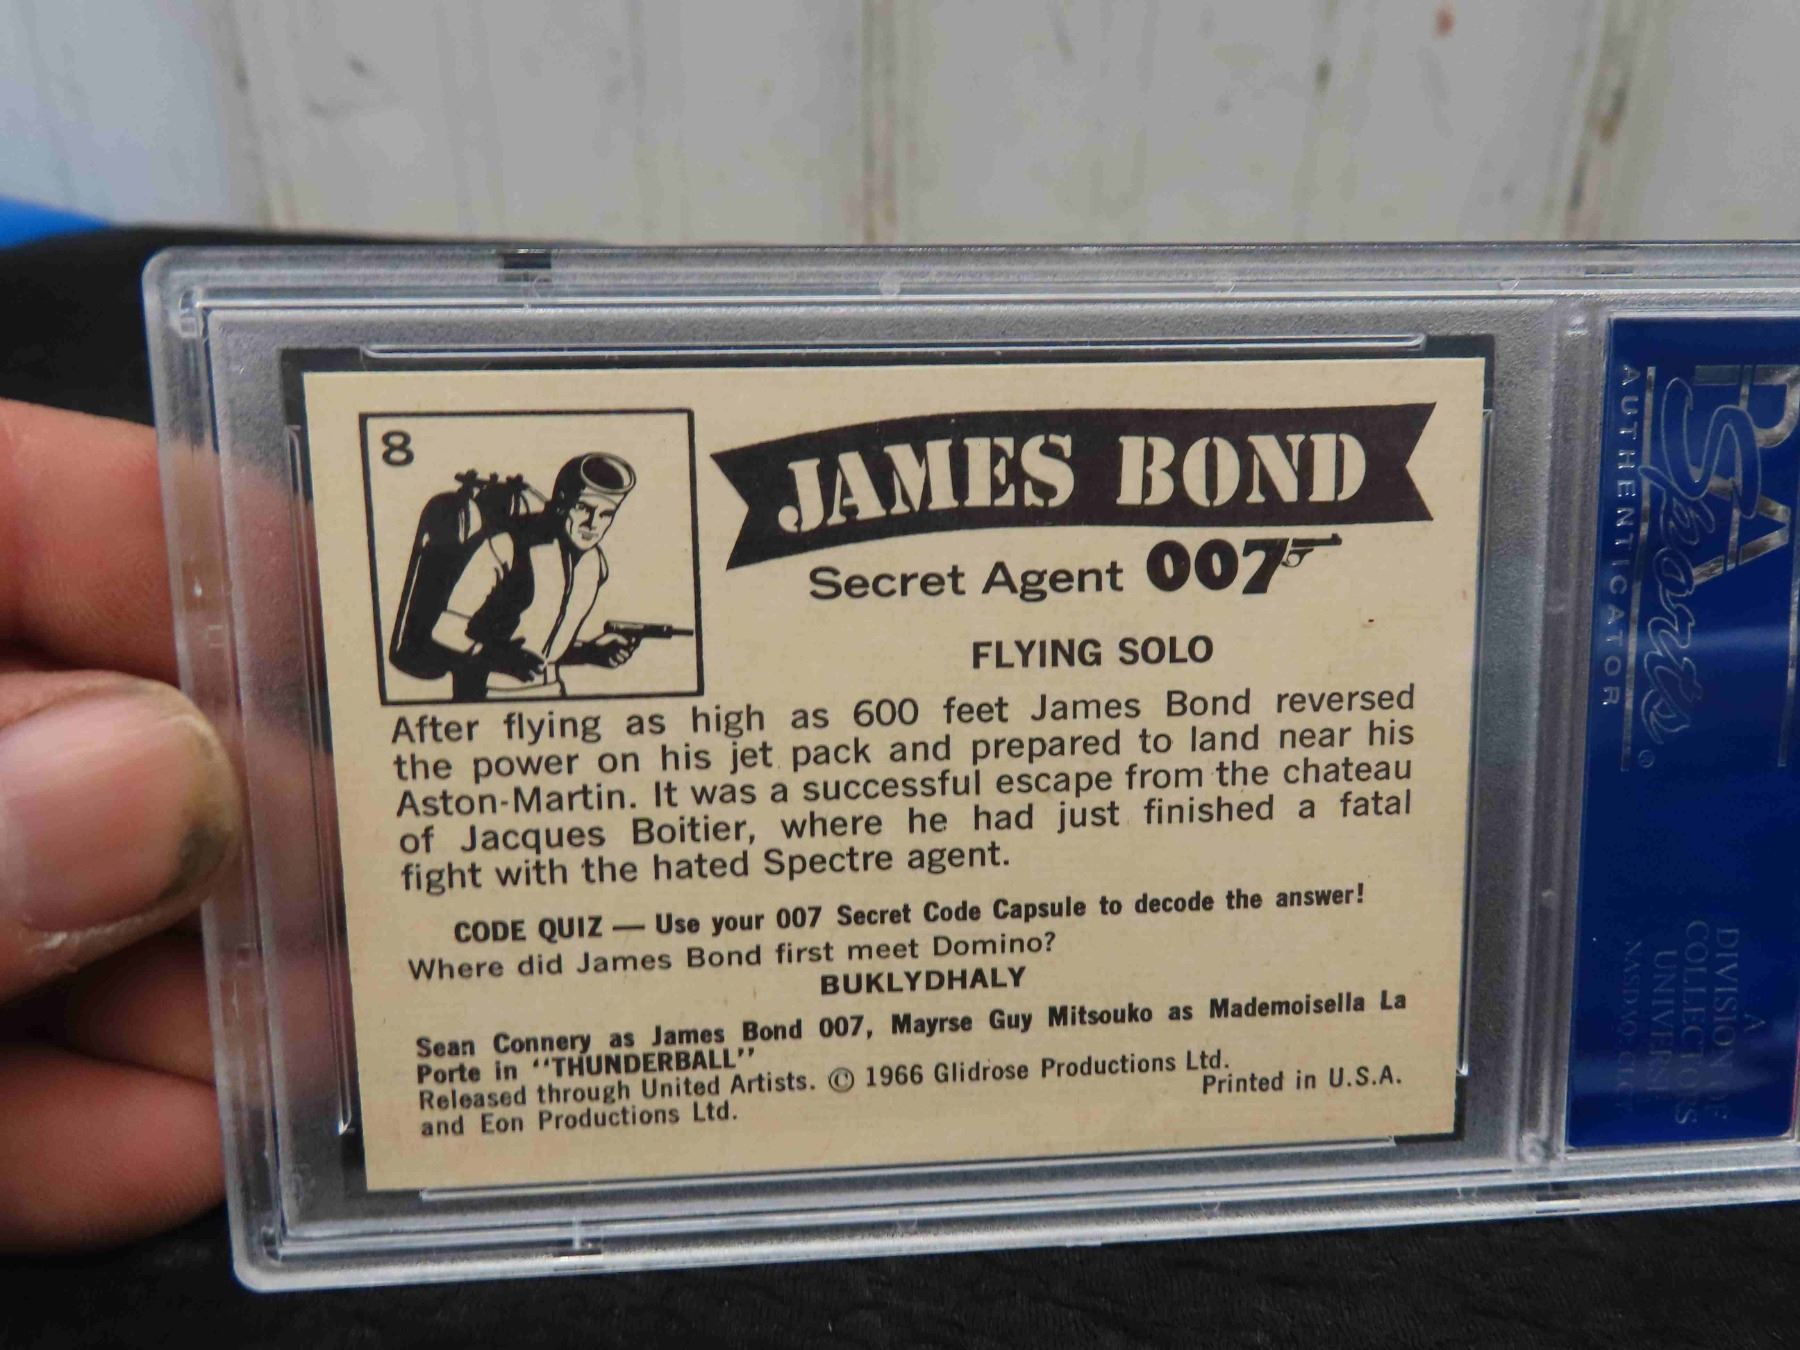 8
JAMES BOND
Secret Agent 007
FLYING SOLO
After flying as high as 600 feet James Bond reversed
the power on his jet pack and prepared to land near his
Aston-Martin. It was a successful escape from the chateau
of Jacques Boitier, where he had just finished a fatal
fight with the hated Spectre agent.
CODE QUIZ — Use your 007 Secret Code Capsule to decode the answer!
Where did James Bond first meet Domino?
BUKLYDHALY
Sean Connery as James Bond 007, Mayrse Guy Mitsouko as Mademoisella La
Porte in "THUNDERBALL"
Released through United Artists. © 1966 Glidrose Productions Ltd.
and Eon Productions Ltd.
Printed in U.S.A.
PSA
Sports®
AUTHENTICATOR
A
DIVISION OF
COLLECTORS
UNIVERSE
NASDAQ: CLCT